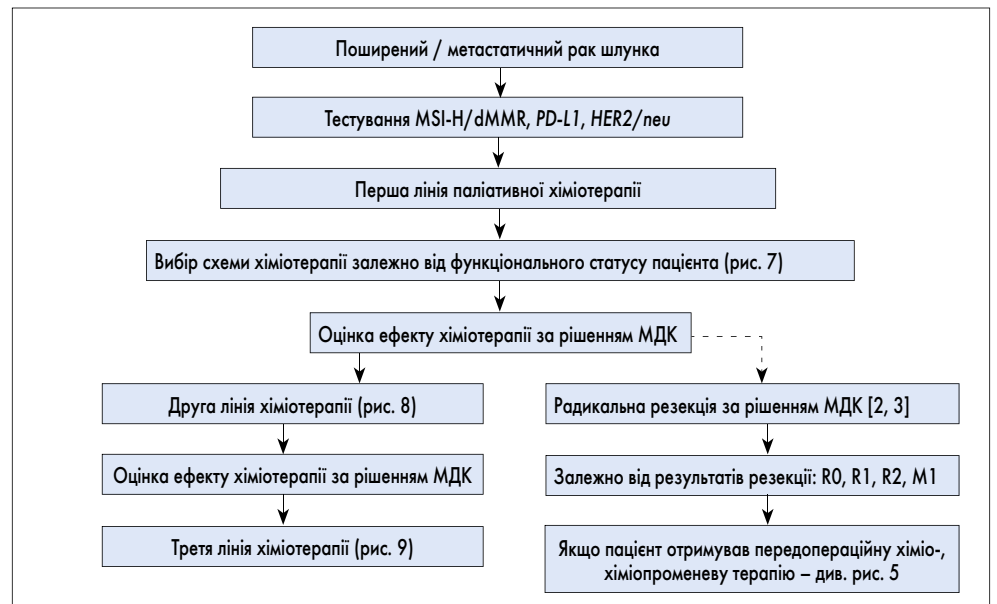 Поширений / метастатичний рак шлунка
Тестування MSI-H/dMMR, PD-L1, HER2/neu
Перша лінія паліативної хіміотерапії
Вибір схеми хіміотерапії залежно від функціонального статусу пацієнта (рис. 7)
Оцінка ефекту хіміотерапії за рішенням МДК
Друга лінія хіміотерапії (рис. 8)
Оцінка ефекту хіміотерапії за рішенням МДК
Третя лінія хіміотерапії (рис. 9)
Радикальна резекція за рішенням МДК [2, 3]
Залежно від результатів резекції: R0, R1, R2, M1
Якщо пацієнт отримував передопераційну хіміо-,
хіміопроменеву терапію – див. рис. 5